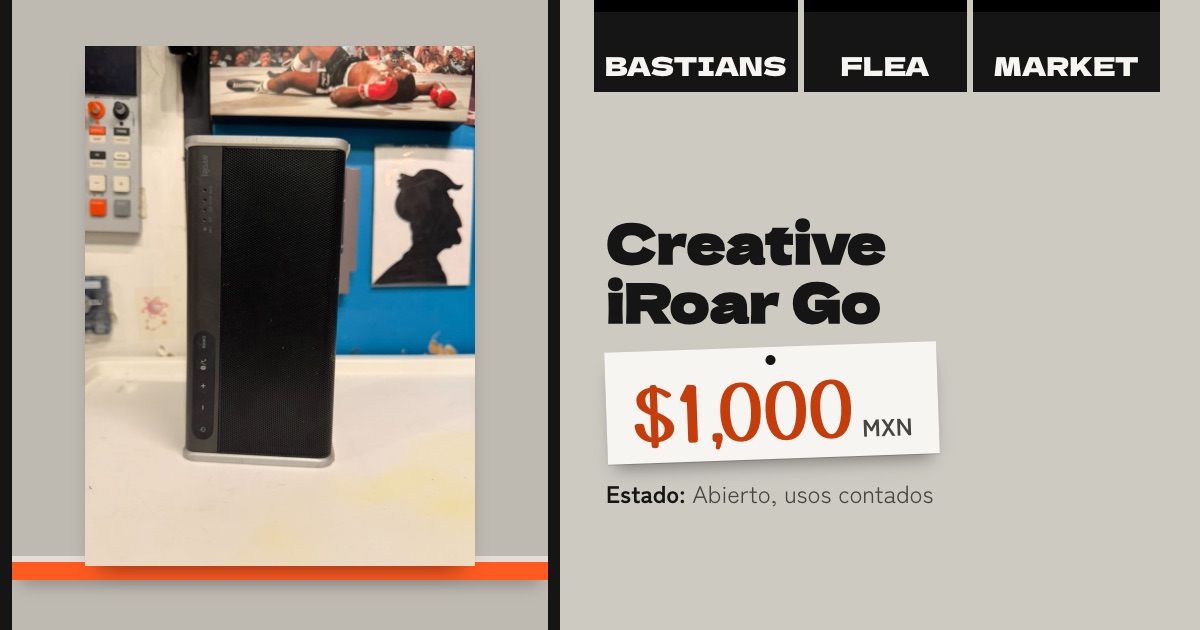 BASTIANS FLEA MARKET
Creative
iRoar Go
$1,000 MXN
Estado: Abierto, usos contados